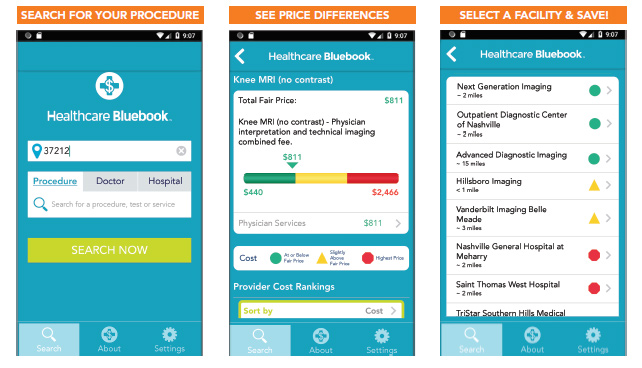 SEARCH FOR YOUR PROCEDURE
9:07
Healthcare Bluebook.
37212
Procedure Doctor Hospital
Search for a procedure, test or service
SEARCH NOW
Search About Settings
SEE PRICE DIFFERENCES
9:07
Healthcare Bluebook.
Knee MRI (no contrast)
Total Fair Price: $811
Knee MRI (no contrast) - Physician
interpretation and technical imaging
combined fee.
$811
$440 $2,466
Physician Services $811
Cost
At or Below
Fair Price
Slightly
Above
Fair Price
Highest Price
Provider Cost Rankings
Sort by Cost
Search About Settings
SELECT A FACILITY & SAVE!
9:07
Healthcare Bluebook.
Next Generation Imaging
~ 2 miles
Outpatient Diagnostic Center
of Nashville
~ 2 miles
Advanced Diagnostic Imaging
~ 15 miles
Hillsboro Imaging
< 1 mile
Vanderbilt Imaging Belle
Meade
~ 3 miles
Nashville General Hospital at
Meharry
~ 2 miles
Saint Thomas West Hospital
~ 2 miles
TriStar Southern Hills Medical
Search About Settings